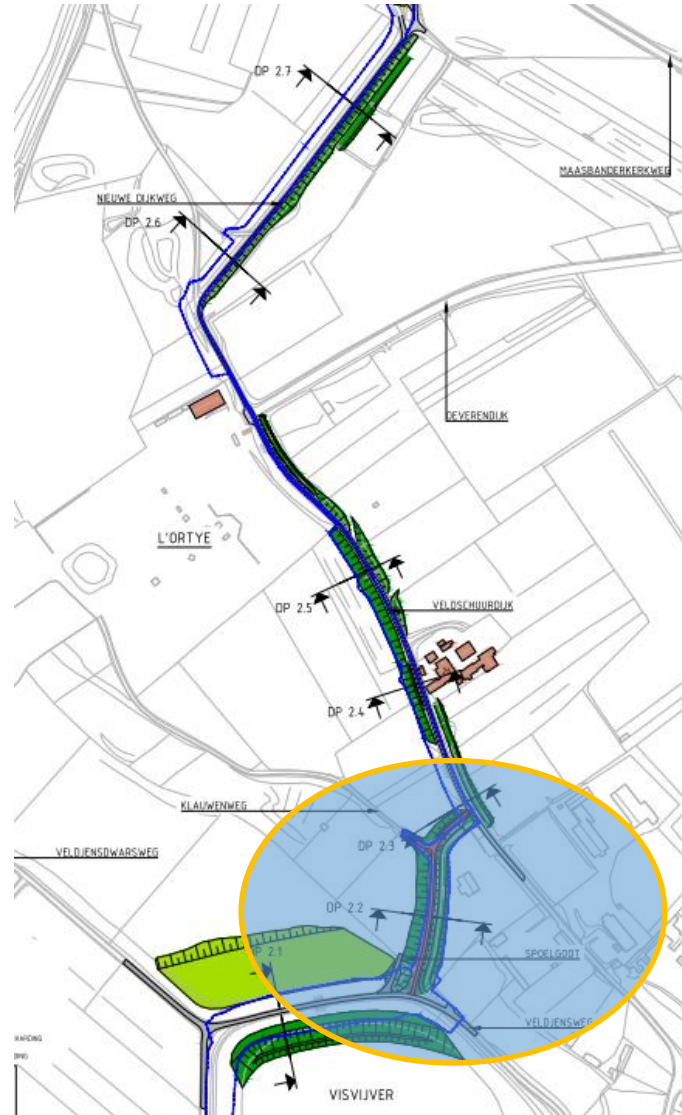 DP 2.7
MAASBANDERKERKWEG
NIEUWE DIJKWEG
DP 2.6
DEVERENDIJK
L'ORTYE
DP 2.5
VELDSCHUURDIJK
DP 2.4
KLAUWENWEG
DP 2.3
VELDJENSDWARSWEG
DP 2.2
SPOELGOOT
DP 2.1
VELDJENSWEG
VISVIJVER